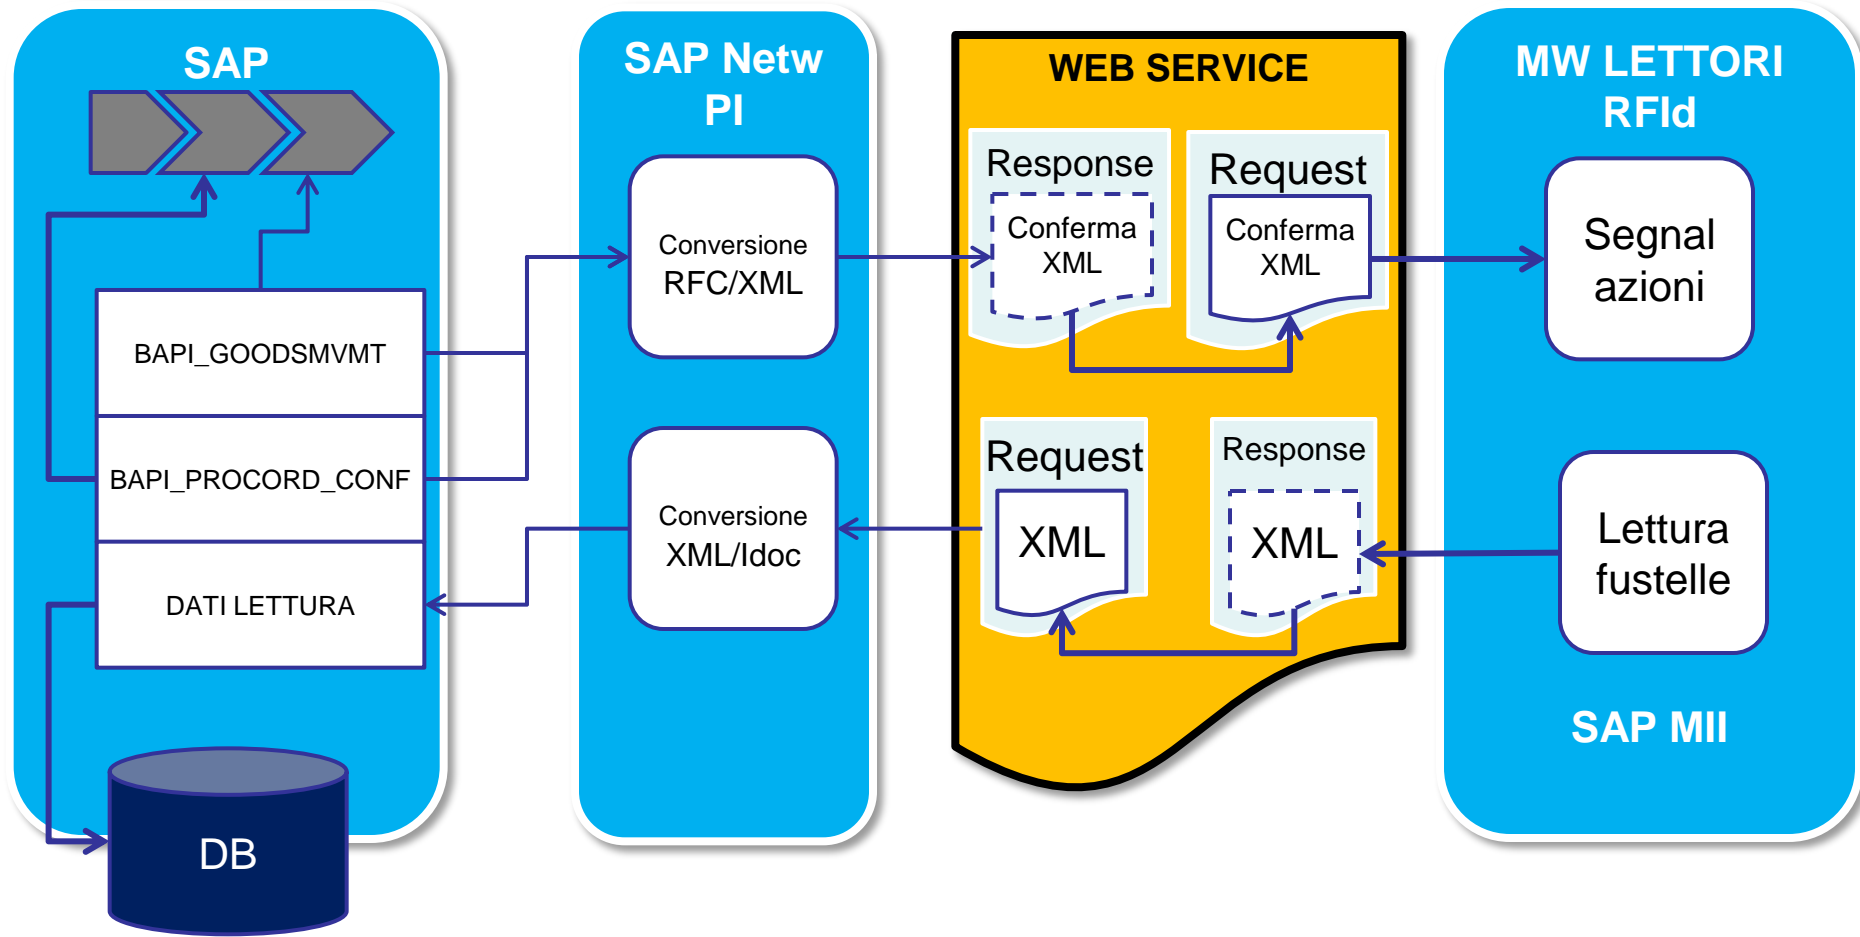 SAP
BAPI_GOODSMVMT
BAPI_PROCORD_CONF
DATI LETTURA
DB
SAP Netw
PI
Conversione
RFC/XML
Conversione
XML/Idoc
WEB SERVICE
Response
Conferma
XML
Request
Conferma
XML
Request
XML
Response
XML
MW LETTORI
RFId
Segnal
azioni
Lettura
fustelle
SAP MII